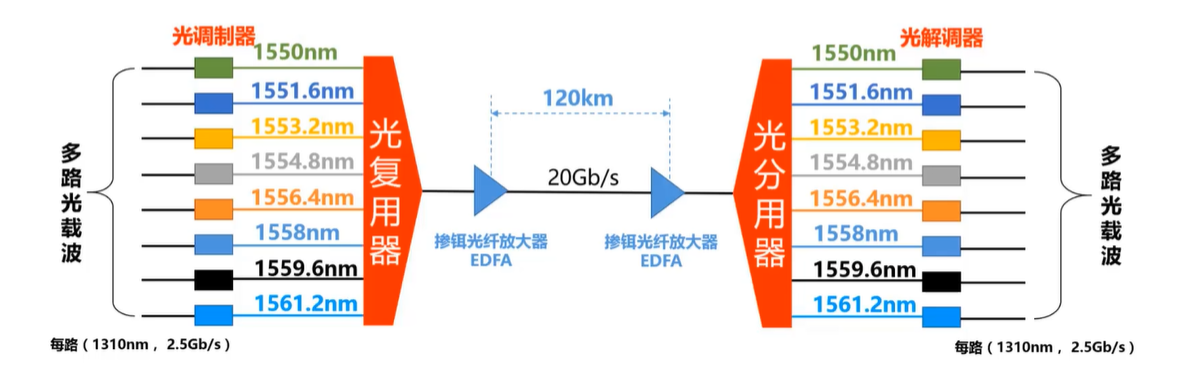 光调制器
1550nm
1551.6nm
1553.2nm
1554.8nm
1556.4nm
1558nm
1559.6nm
1561.2nm
多路光载波
每路（1310nm ，2.5Gb/s）
光复用器
120km
20Gb/s
掺铒光纤放大器
EDFA
掺铒光纤放大器
EDFA
光分用器
光解调器
1550nm
1551.6nm
1553.2nm
1554.8nm
1556.4nm
1558nm
1559.6nm
1561.2nm
多路光载波
每路（1310nm ，2.5Gb/s）